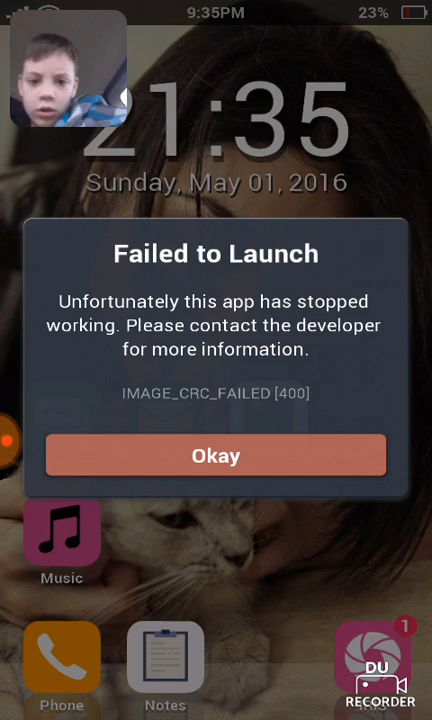 9:35PM
23%
21:35
Sunday, May 01, 2016
Failed to Launch
Unfortunately this app has stopped
working. Please contact the developer
for more information.
IMAGE_CRC_FAILED [400]
Okay
Music
1
Phone
Notes
DU
RECORDER